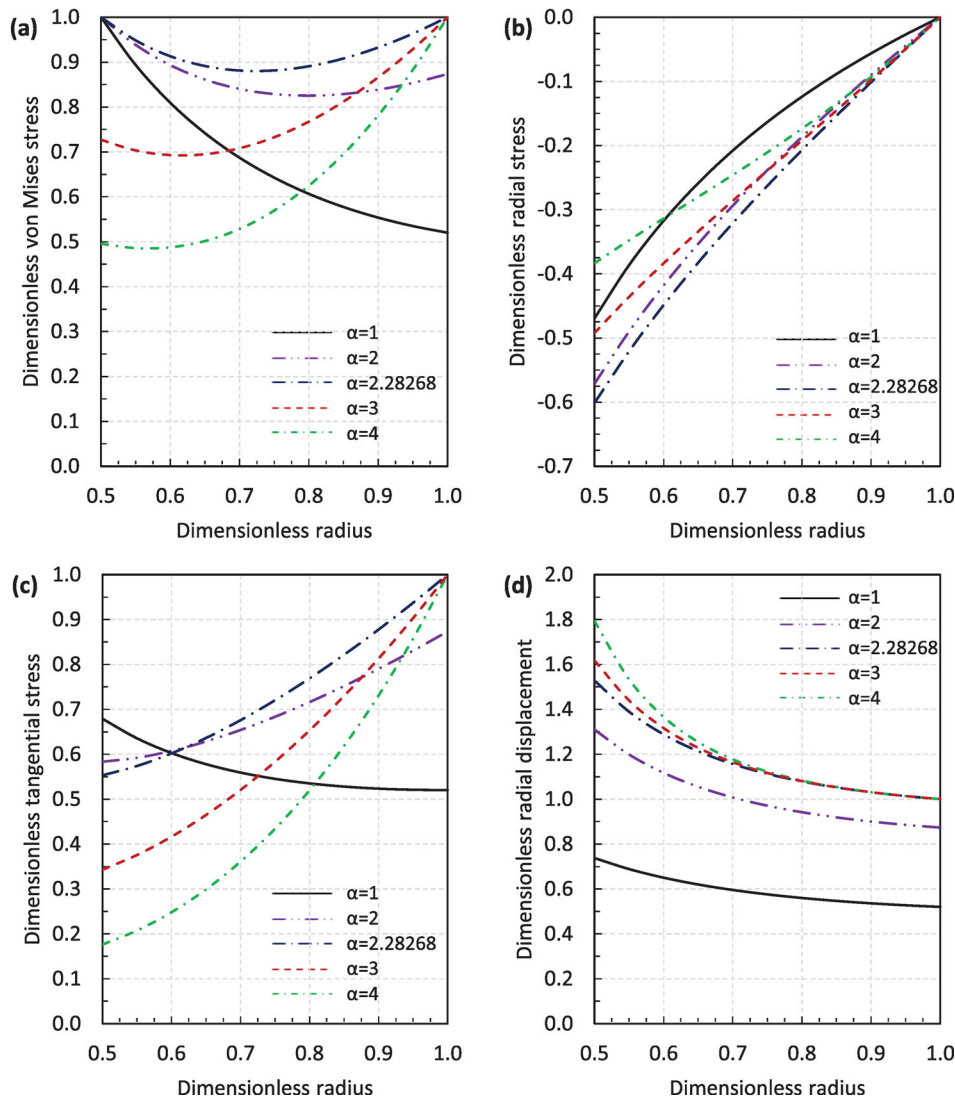 (a)
Dimensionless von Mises stress
1.0
0.9
0.8
0.7
0.6
0.5
0.4
0.3
0.2
0.1
0.0
α=1
α=2
α=2.28268
α=3
α=4
0.5 0.6 0.7 0.8 0.9 1.0
Dimensionless radius
(b)
Dimensionless radial stress
0.0
-0.1
-0.2
-0.3
-0.4
-0.5
-0.6
-0.7
α=1
α=2
α=2.28268
α=3
α=4
0.5 0.6 0.7 0.8 0.9 1.0
Dimensionless radius
(c)
Dimensionless tangential stress
1.0
0.9
0.8
0.7
0.6
0.5
0.4
0.3
0.2
0.1
0.0
α=1
α=2
α=2.28268
α=3
α=4
0.5 0.6 0.7 0.8 0.9 1.0
Dimensionless radius
(d)
Dimensionless radial displacement
2.0
1.8
1.6
1.4
1.2
1.0
0.8
0.6
0.4
0.2
0.0
α=1
α=2
α=2.28268
α=3
α=4
0.5 0.6 0.7 0.8 0.9 1.0
Dimensionless radius